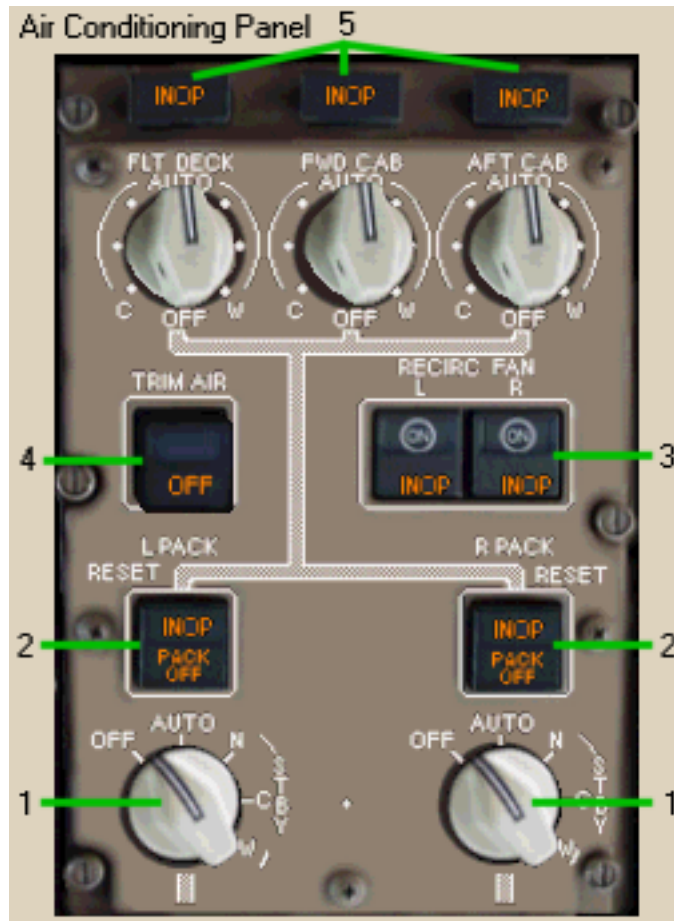 Air Conditioning Panel 5
INOP INOP INOP
FLT DECK FWD CAB AFT CAB
AUTO AUTO AUTO
C W C W C W
OFF OFF OFF
TRIM AIR RECIRC FAN
L R
ON ON
4 3
OFF INOP INOP
L PACK R PACK
RESET RESET
INOP INOP
2 2
PACK PACK
OFF OFF
AUTO AUTO
OFF N OFF N
1 C STBY C STBY 1
W W